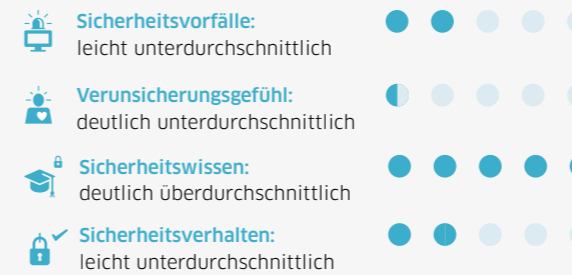 Sicherheitsvorfälle:
leicht unterdurchschnittlich
Verunsicherungsgefühl:
deutlich unterdurchschnittlich
Sicherheitswissen:
deutlich überdurchschnittlich
Sicherheitsverhalten:
leicht unterdurchschnittlich